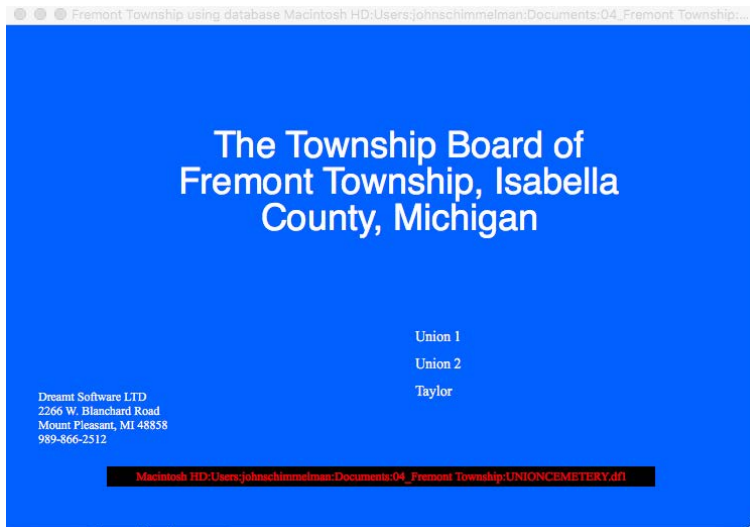 Fremont Township using database Macintosh HD:Users:johnschimmelman:Documents:04_Fremont Township:...
The Township Board of
Fremont Township, Isabella
County, Michigan
Union 1
Union 2
Taylor
Dreamt Software LTD
2266 W. Blanchard Road
Mount Pleasant, MI 48858
989-866-2512
Macintosh HD:Users:johnschimmelman:Documents:04_Fremont Township:UNIONCEMETERY.dfl